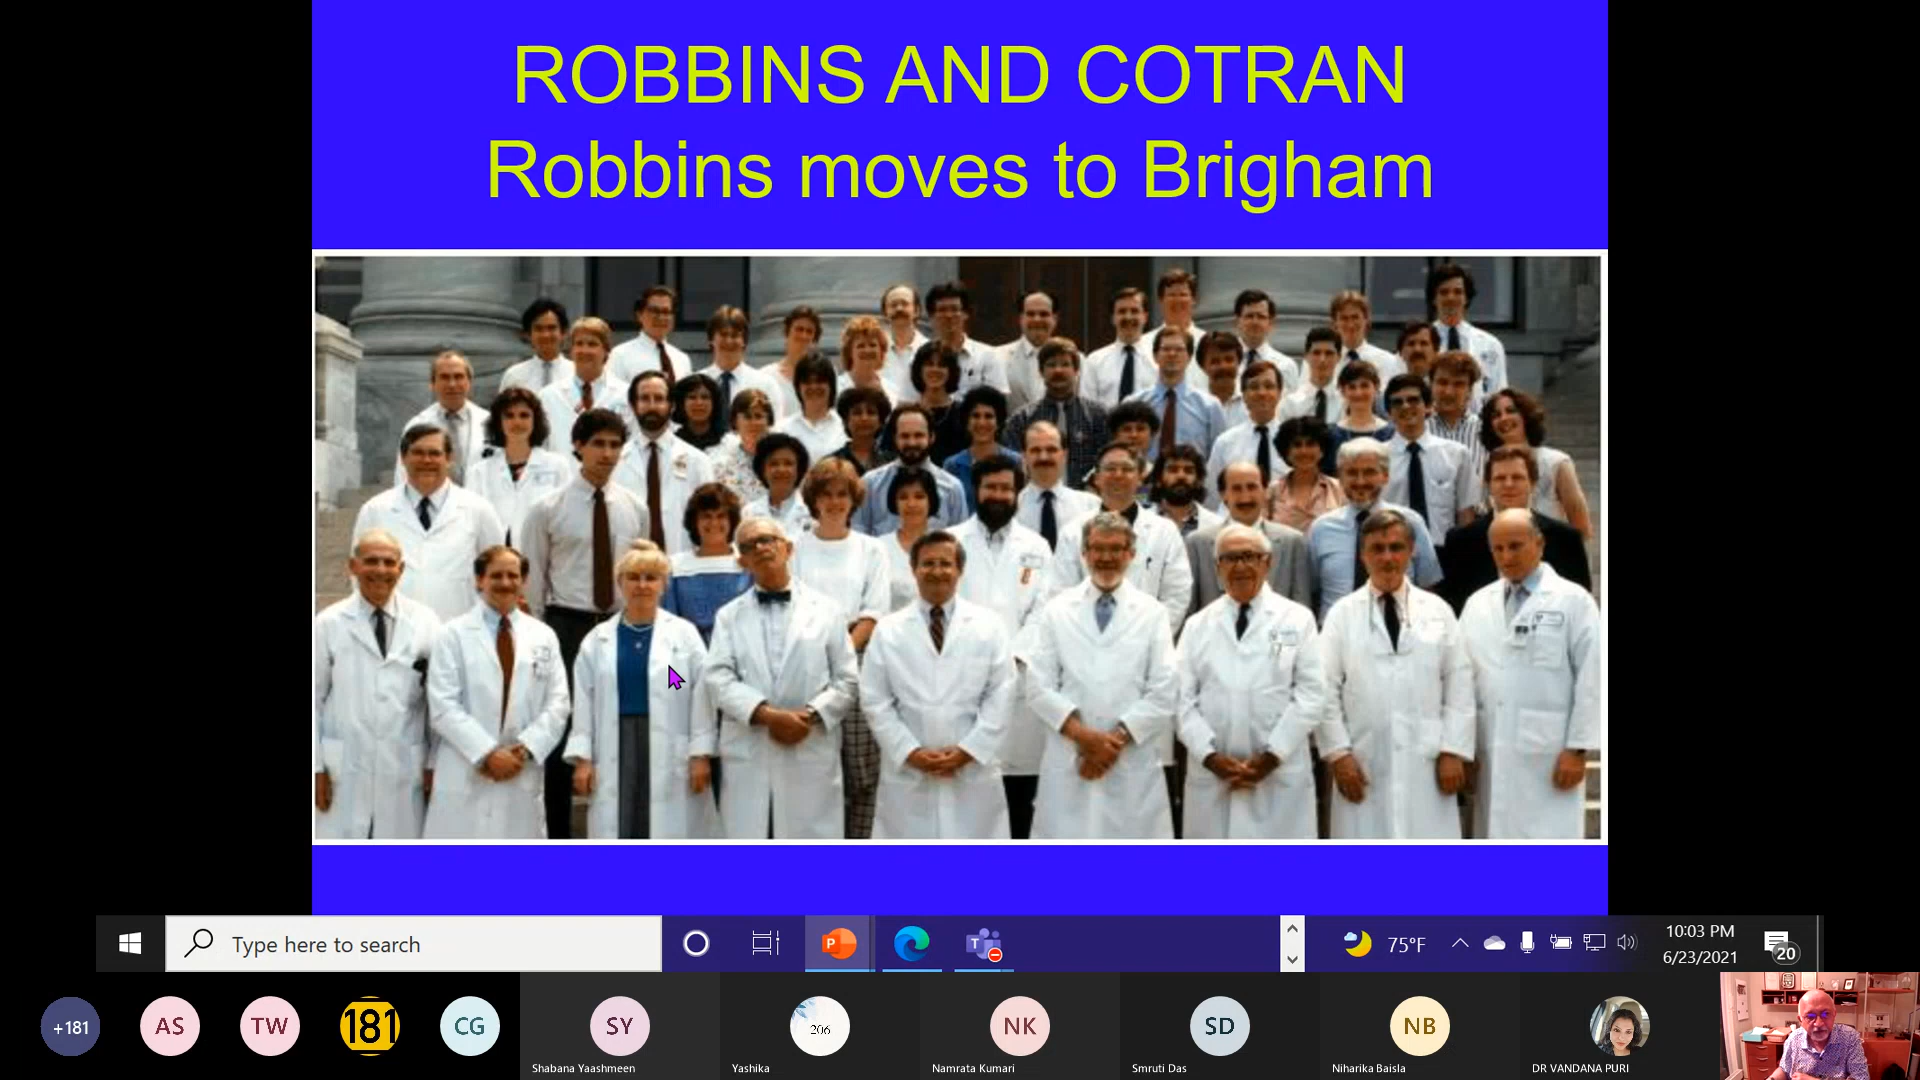 ROBBINS AND COTRAN
Robbins moves to Brigham
Type here to search
P
T
75°F
10:03 PM
6/23/2021
20
+181
AS
TW
181
CG
SY
206
NK
SD
NB
Shabana Yaashmeen
Yashika
Namrata Kumari
Smruti Das
Niharika Baisla
DR VANDANA PURI